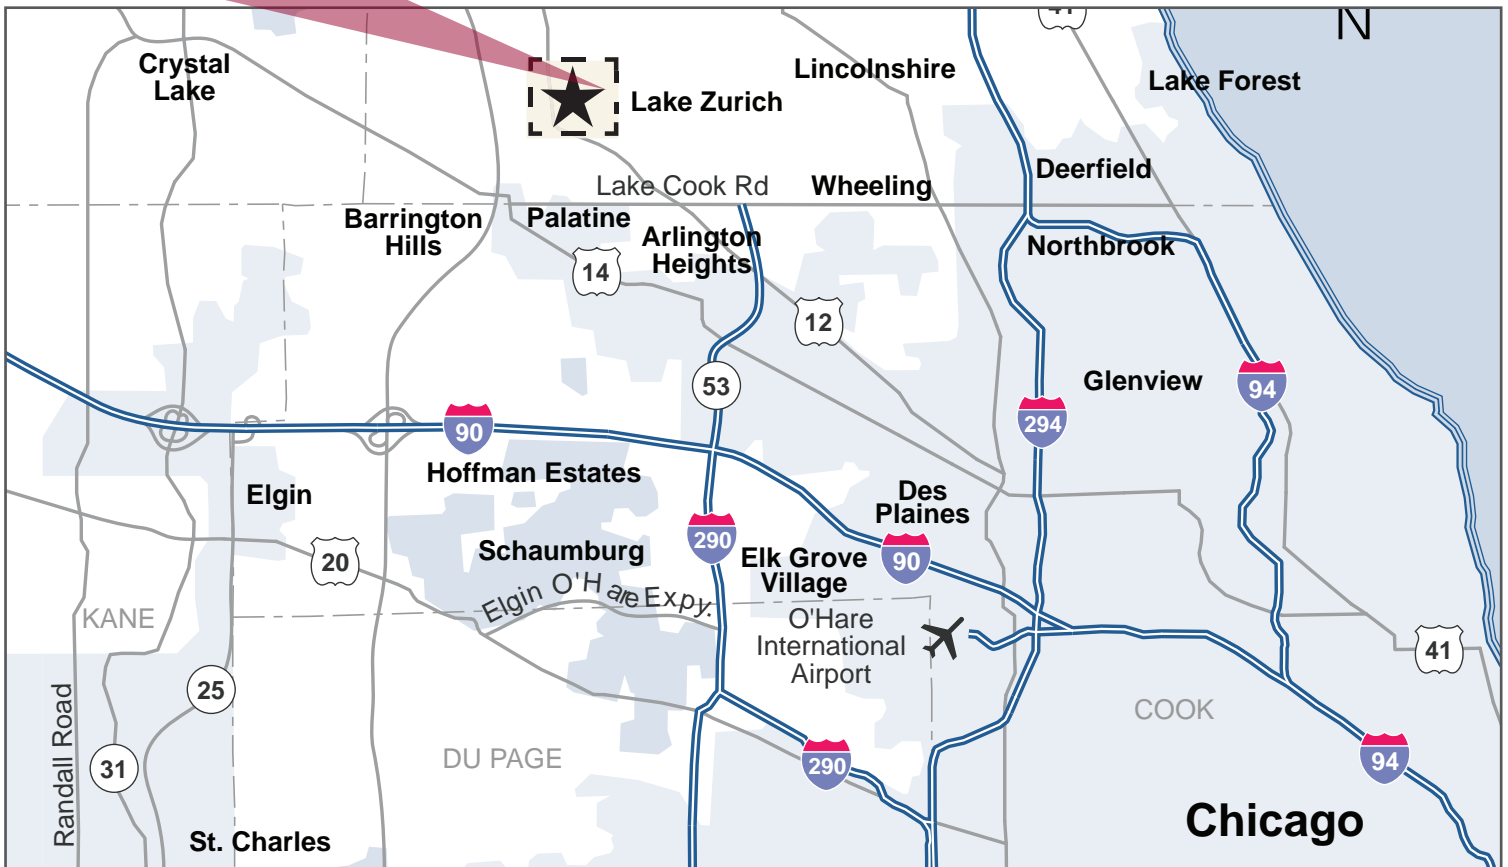 41
N
Crystal
Lake
Lincolnshire
Lake Forest
Lake Zurich
Deerfield
Lake Cook Rd
Wheeling
Barrington
Hills
Palatine
Arlington
Heights
Northbrook
14
12
53
Glenview
94
90
294
Hoffman Estates
Elgin
Des
Plaines
290
Schaumburg
20
Elk Grove
Village
90
Elgin O'Hare Expy.
KANE
O'Hare
International
Airport
41
25
Randall Road
COOK
31
DU PAGE
290
94
Chicago
St. Charles